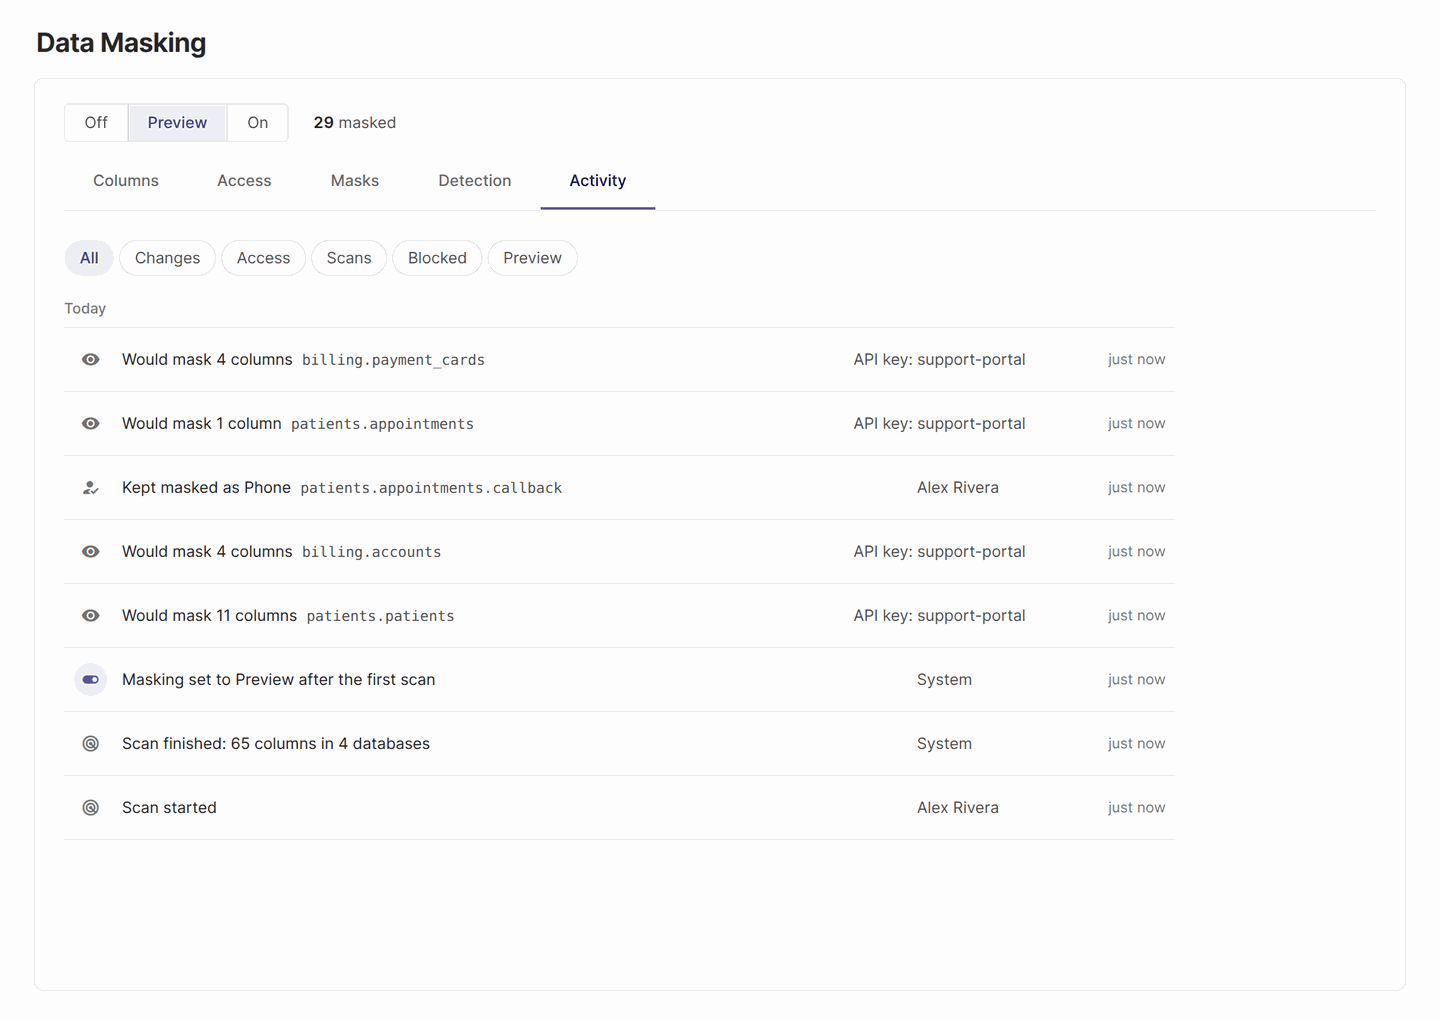 Data Masking
Off Preview On 29 masked
Columns Access Masks Detection Activity
All Changes Access Scans Blocked Preview
Today
Would mask 4 columns billing.payment_cards API key: support-portal just now
Would mask 1 column patients.appointments API key: support-portal just now
Kept masked as Phone patients.appointments.callback Alex Rivera just now
Would mask 4 columns billing.accounts API key: support-portal just now
Would mask 11 columns patients.patients API key: support-portal just now
Masking set to Preview after the first scan System just now
Scan finished: 65 columns in 4 databases System just now
Scan started Alex Rivera just now